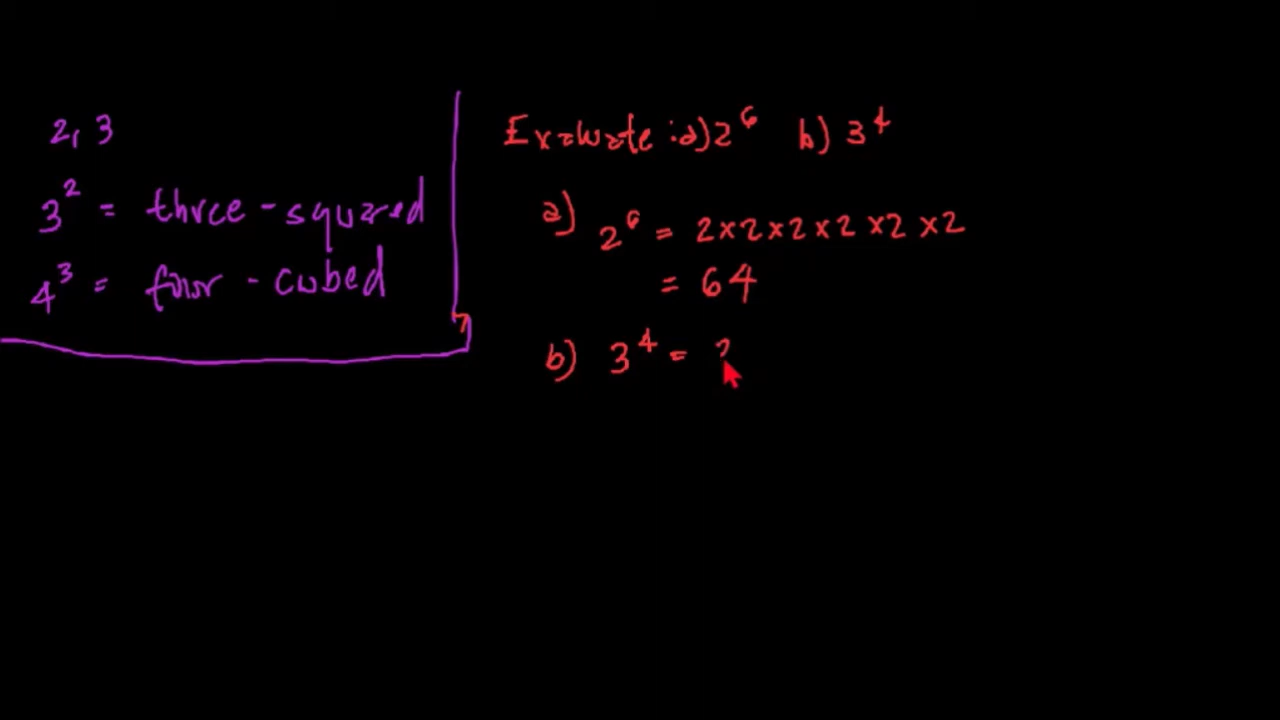 2, 3
3² = three-squared
4³ = four-cubed
Evaluate: a) 2⁶ b) 3⁴
a) 2⁶ = 2×2×2×2×2×2
= 64
b) 3⁴ =